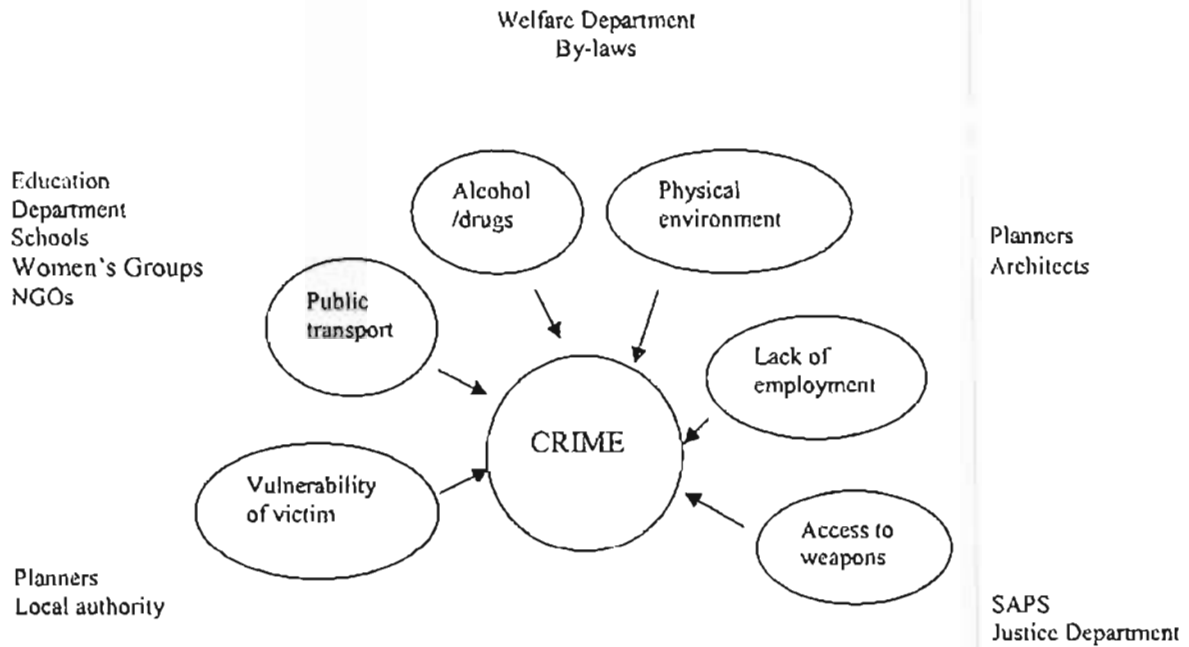 Welfare Department
By-laws
Education
Department
Schools
Women's Groups
NGOs
Alcohol
/drugs
Physical
environment
Planners
Architects
Public
transport
Lack of
employment
CRIME
Vulnerability
of victim
Access to
weapons
Planners
Local authority
SAPS
Justice Department